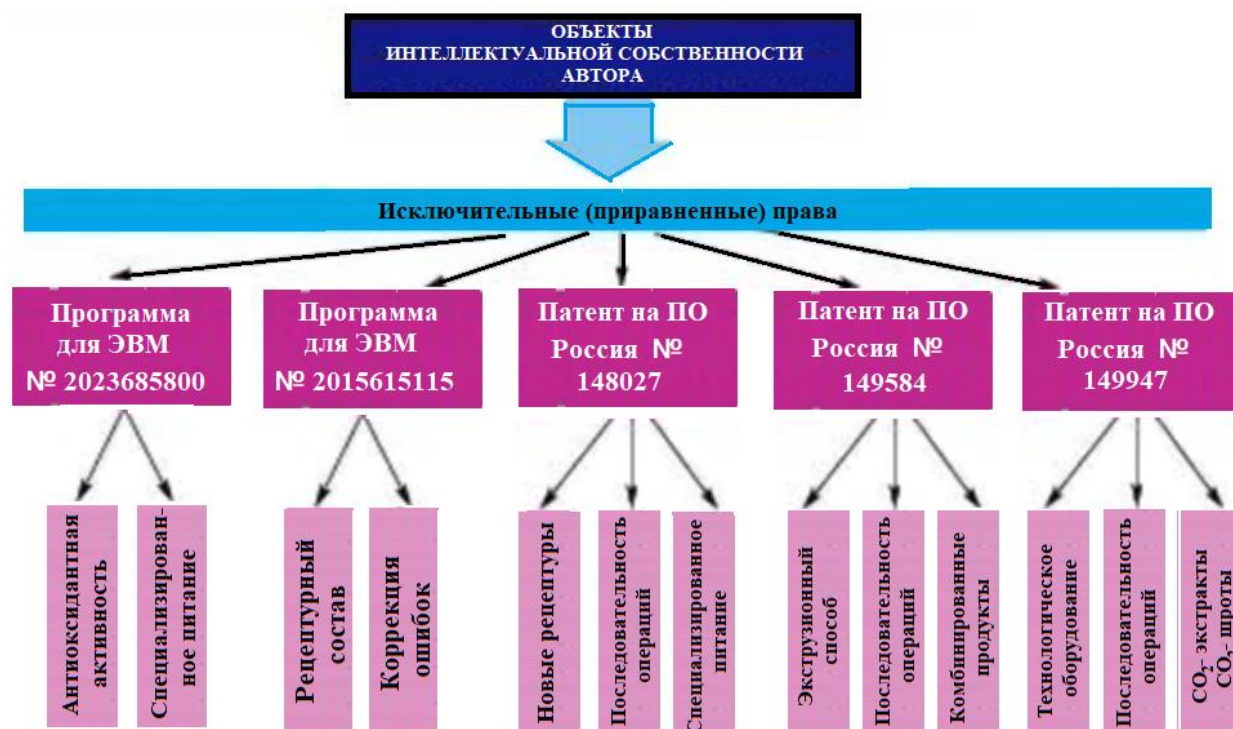 ОБЪЕКТЫ
ИНТЕЛЛЕКТУАЛЬНОЙ СОБСТВЕННОСТИ
АВТОРА
Исключительные (приравненные) права
Программа
для ЭВМ
№ 2023685800
Программа
для ЭВМ
№ 2015615115
Патент на ПО
Россия №
148027
Патент на ПО
Россия №
149584
Патент на ПО
Россия №
149947
Антиоксидантная
активность
Специализирован-
ное питание
Рецептурный
состав
Коррекция
ошибок
Новые рецептуры
Последовательность
операций
Специализированное
питание
Экструзионный
способ
Последовательность
операций
Комбинированные
продукты
Технологическое
оборудование
Последовательность
операций
СО2- экстракты
СО2- шроты